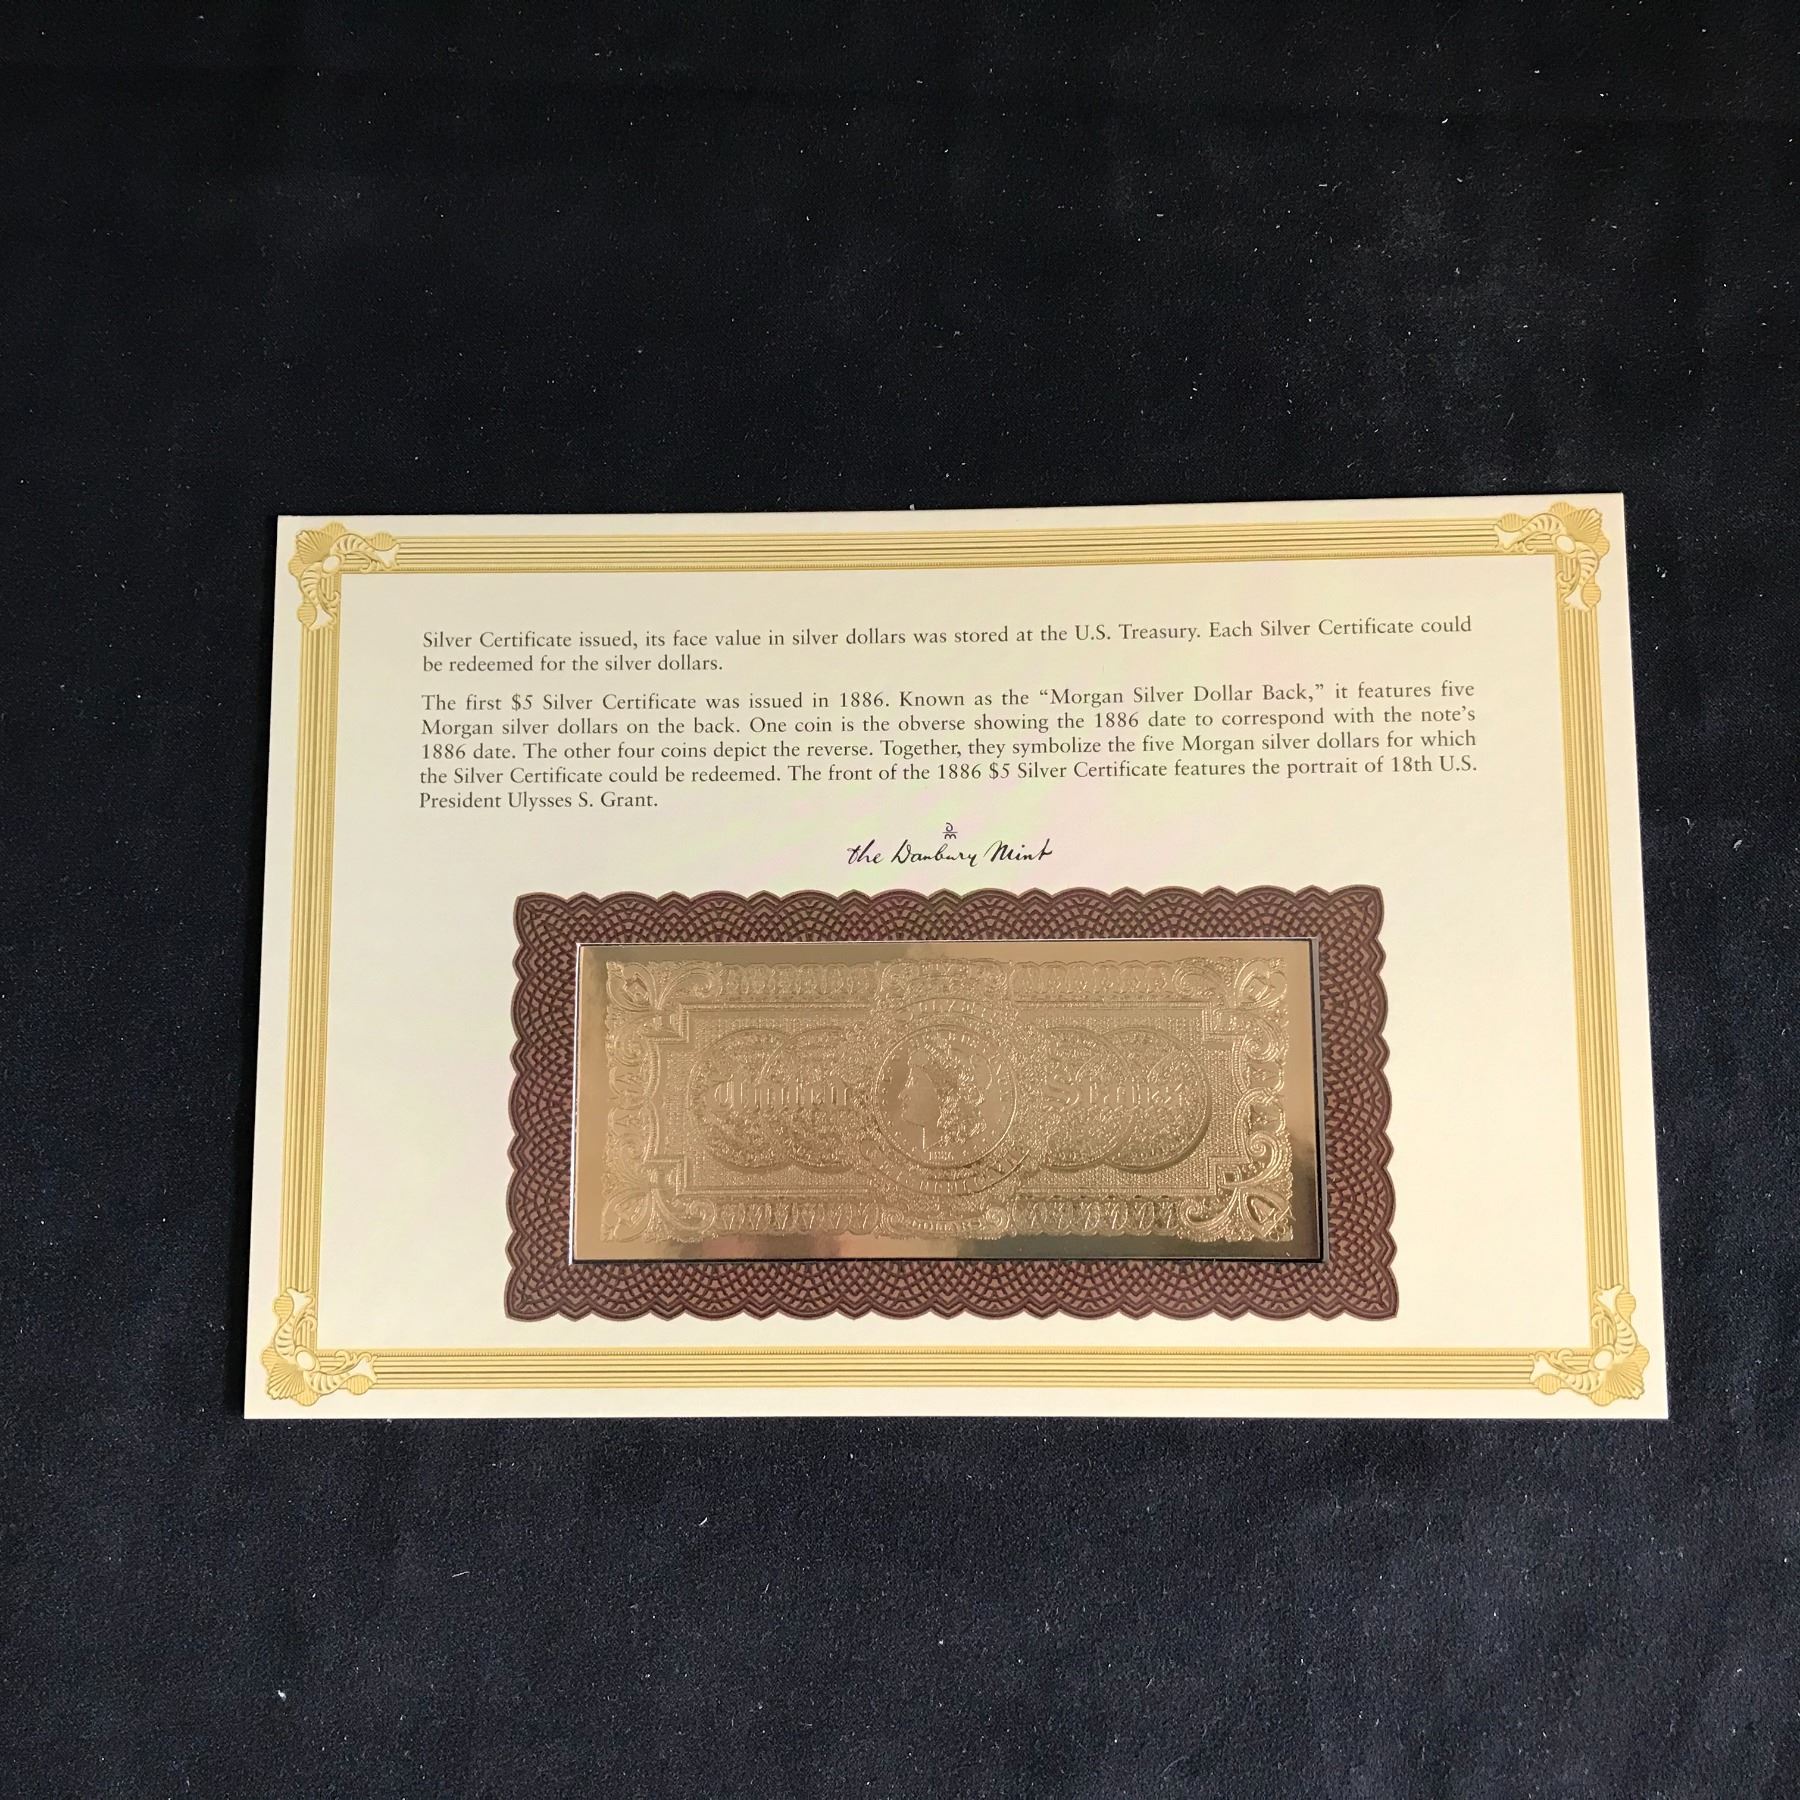 Silver Certificate issued, its face value in silver dollars was stored at the U.S. Treasury. Each Silver Certificate could
be redeemed for the silver dollars.
The first $5 Silver Certificate was issued in 1886. Known as the “Morgan Silver Dollar Back,” it features five
Morgan silver dollars on the back. One coin is the obverse showing the 1886 date to correspond with the note’s
1886 date. The other four coins depict the reverse. Together, they symbolize the five Morgan silver dollars for which
the Silver Certificate could be redeemed. The front of the 1886 $5 Silver Certificate features the portrait of 18th U.S.
President Ulysses S. Grant.
the Danbury Mint
United States
1886
DOLLARS